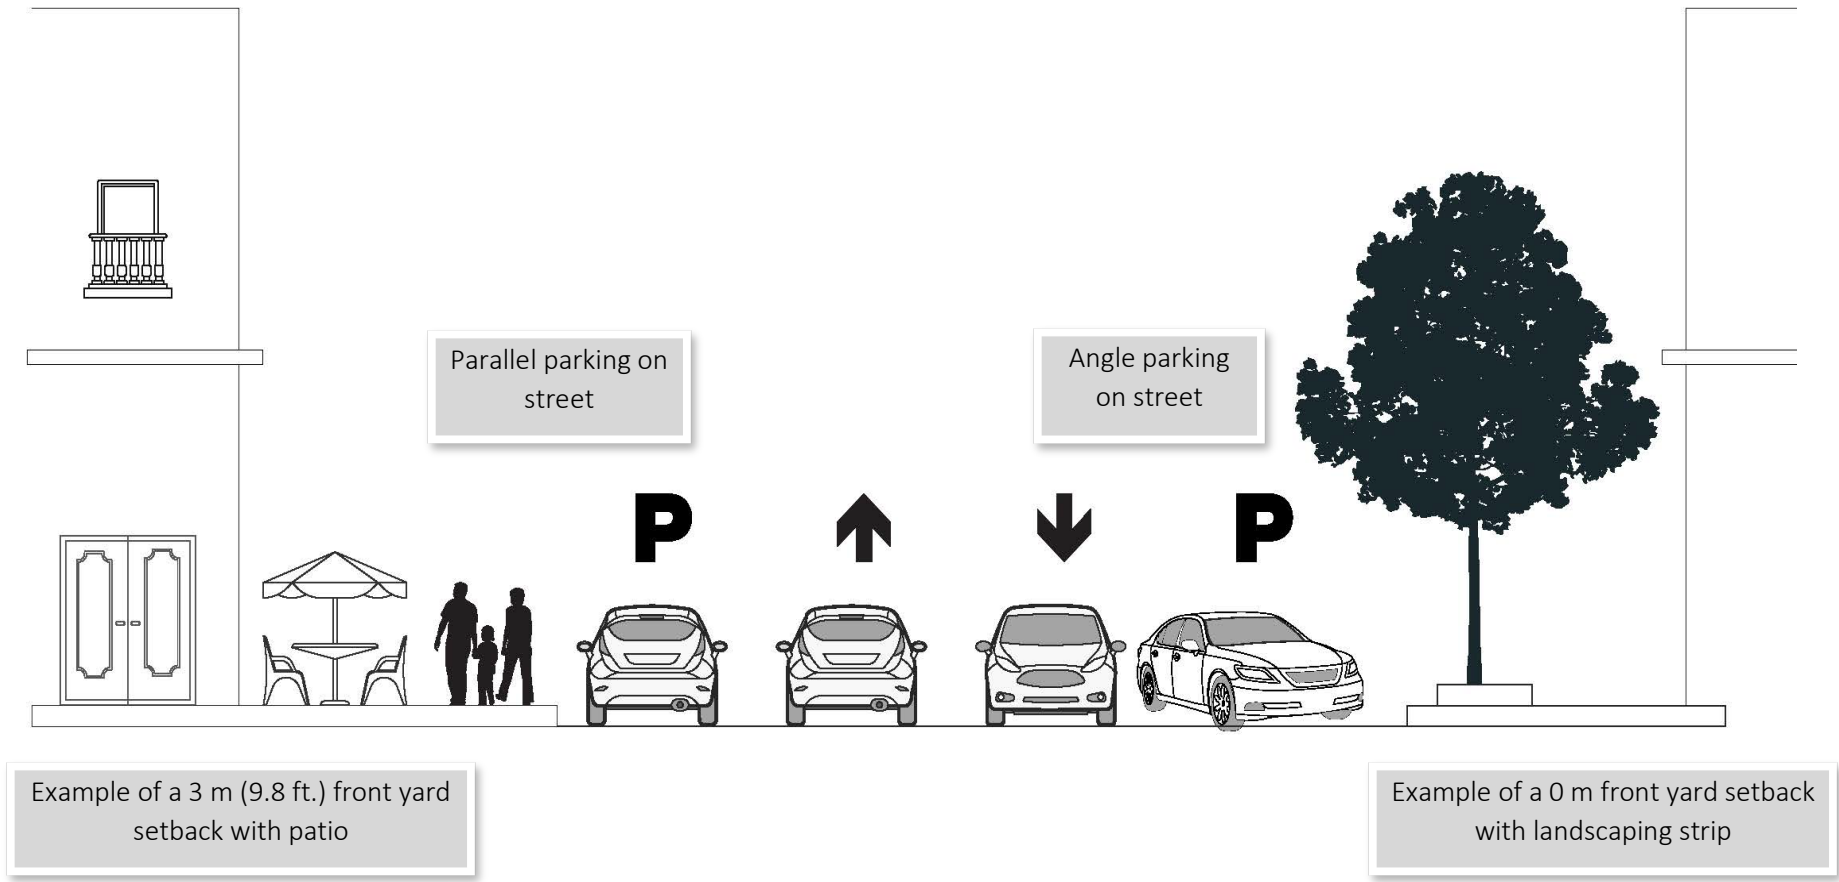 Parallel parking on
street
Angle parking
on street
P
P
Example of a 3 m (9.8 ft.) front yard
setback with patio
Example of a 0 m front yard setback
with landscaping strip